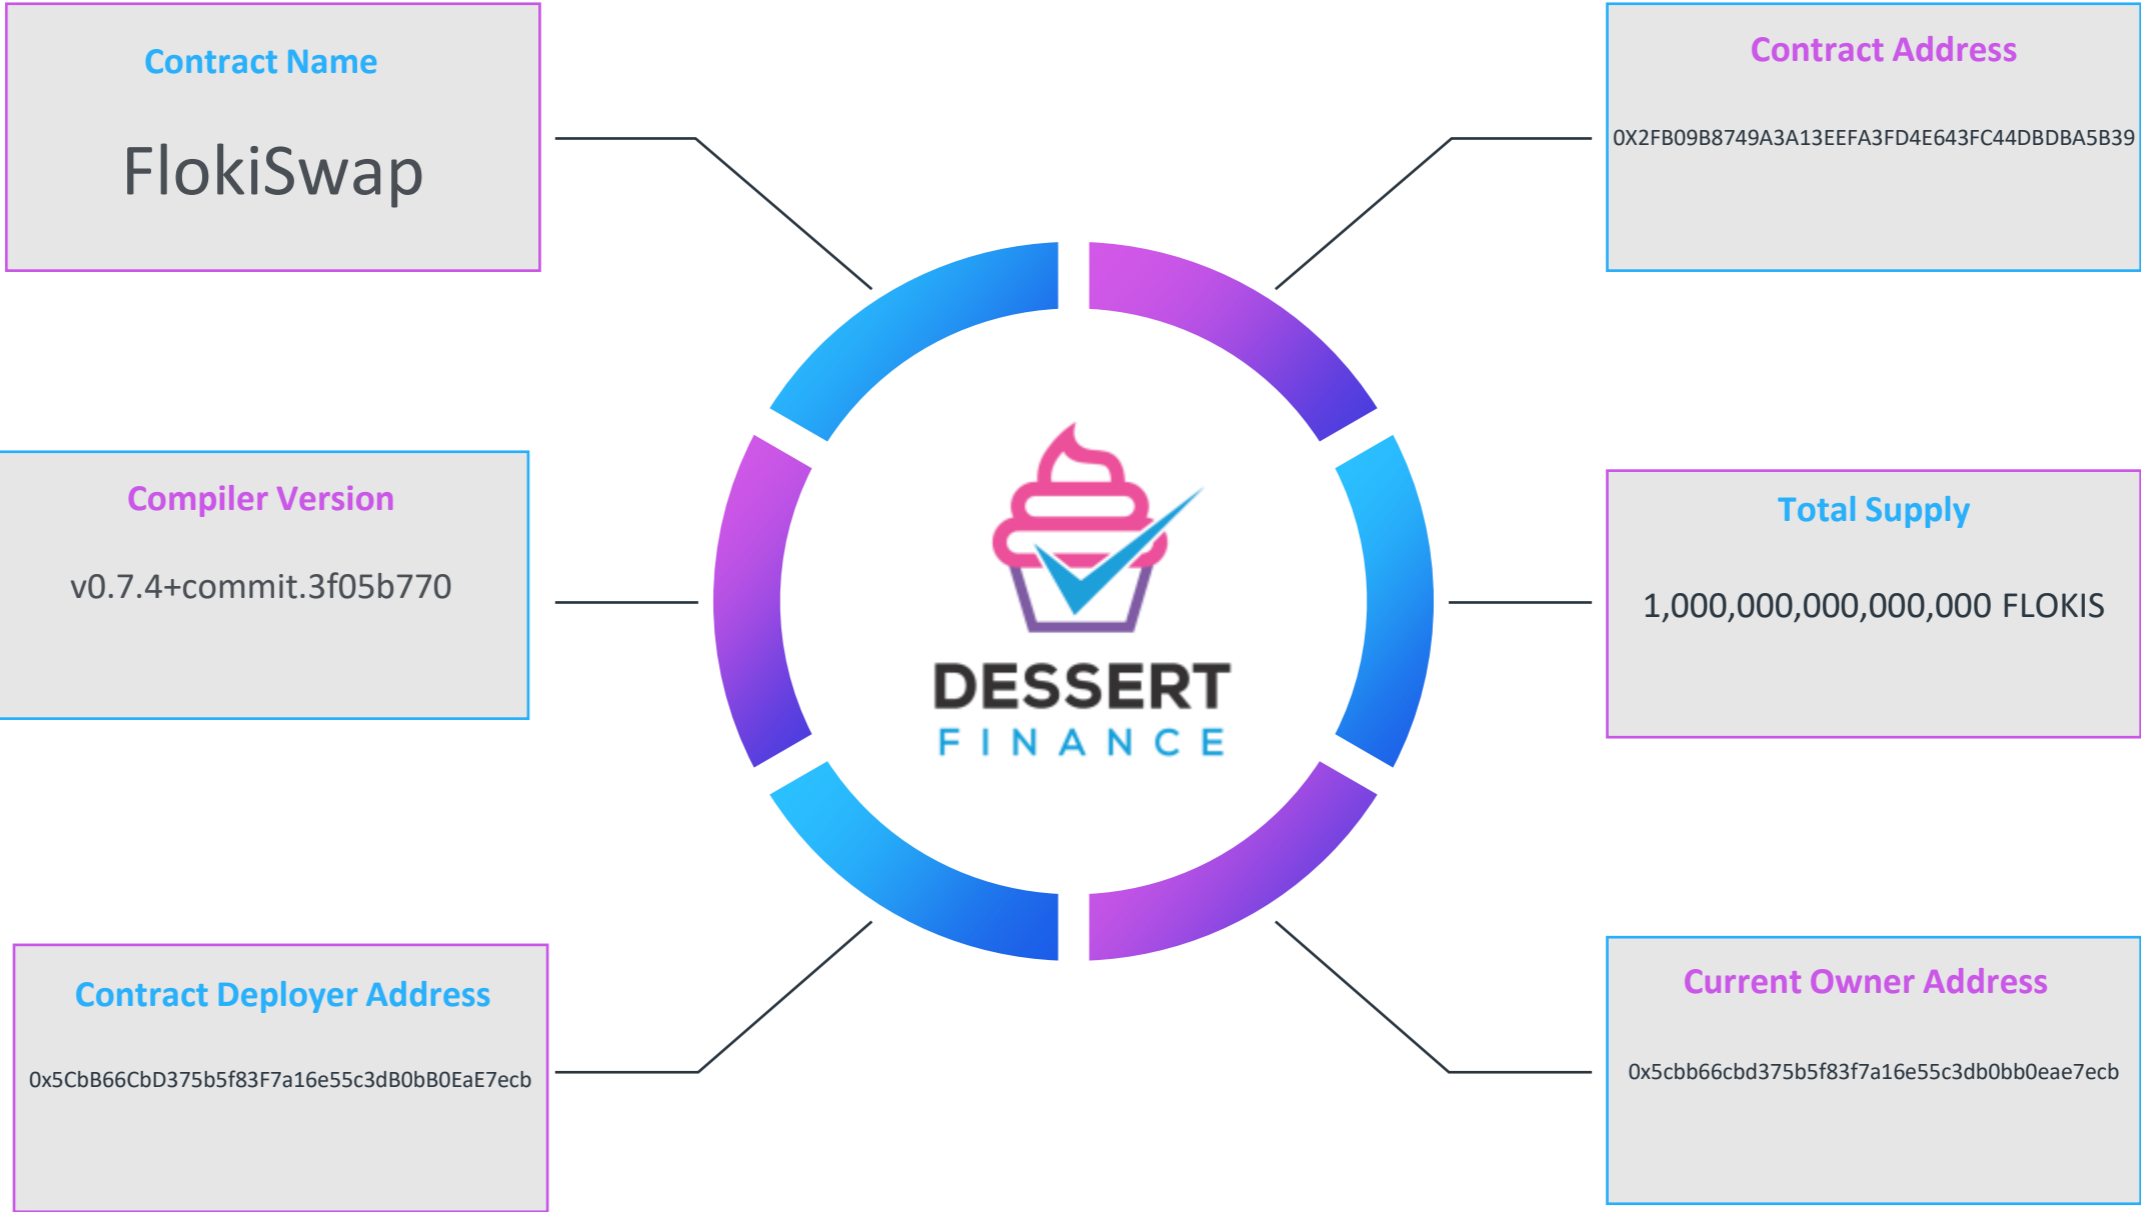 Contract Name
FlokiSwap
Contract Address
0X2FB09B8749A3A13EEFA3FD4E643FC44DBDBA5B39
Compiler Version
v0.7.4+commit.3f05b770
DESSERT
FINANCE
Total Supply
1,000,000,000,000,000 FLOKIS
Contract Deployer Address
0x5CbB66CbD375b5f83F7a16e55c3dB0bB0EaE7ecb
Current Owner Address
0x5cbb66cbd375b5f83f7a16e55c3db0bb0eae7ecb